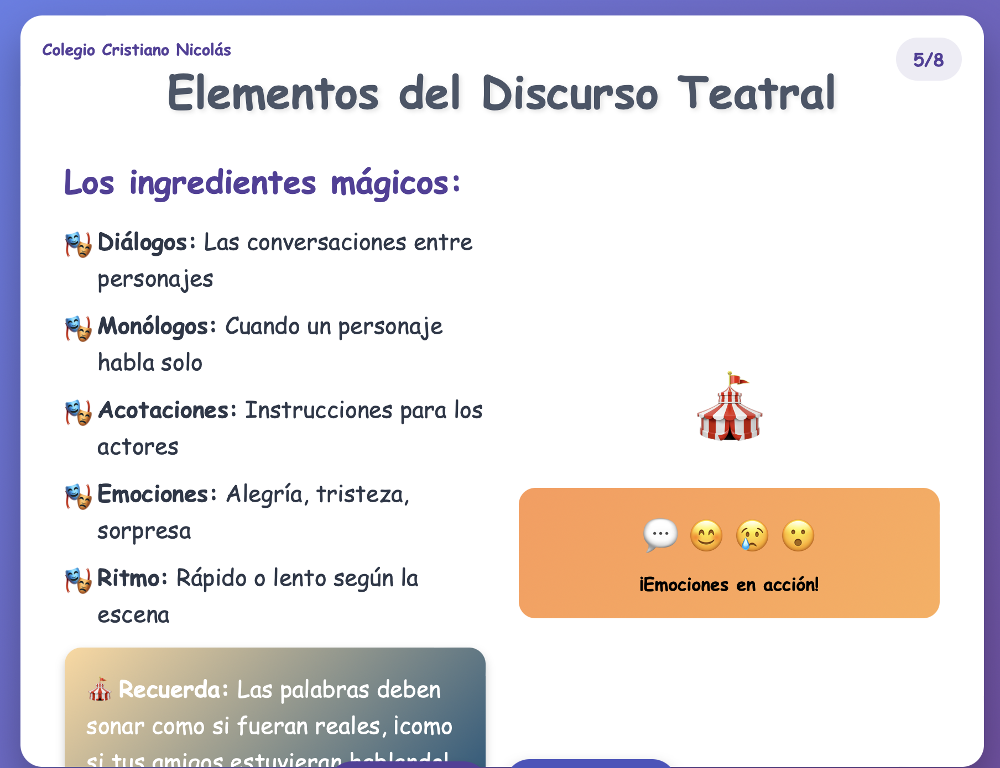 Colegio Cristiano Nicolás
5/8
Elementos del Discurso Teatral
Los ingredientes mágicos:
Diálogos: Las conversaciones entre
personajes
Monólogos: Cuando un personaje
habla solo
Acotaciones: Instrucciones para los
actores
Emociones: Alegría, tristeza,
sorpresa
Ritmo: Rápido o lento según la
escena
Recuerda: Las palabras deben
sonar como si fueran reales, ¡como
si tus amigos estuvieran hablando!
¡Emociones en acción!